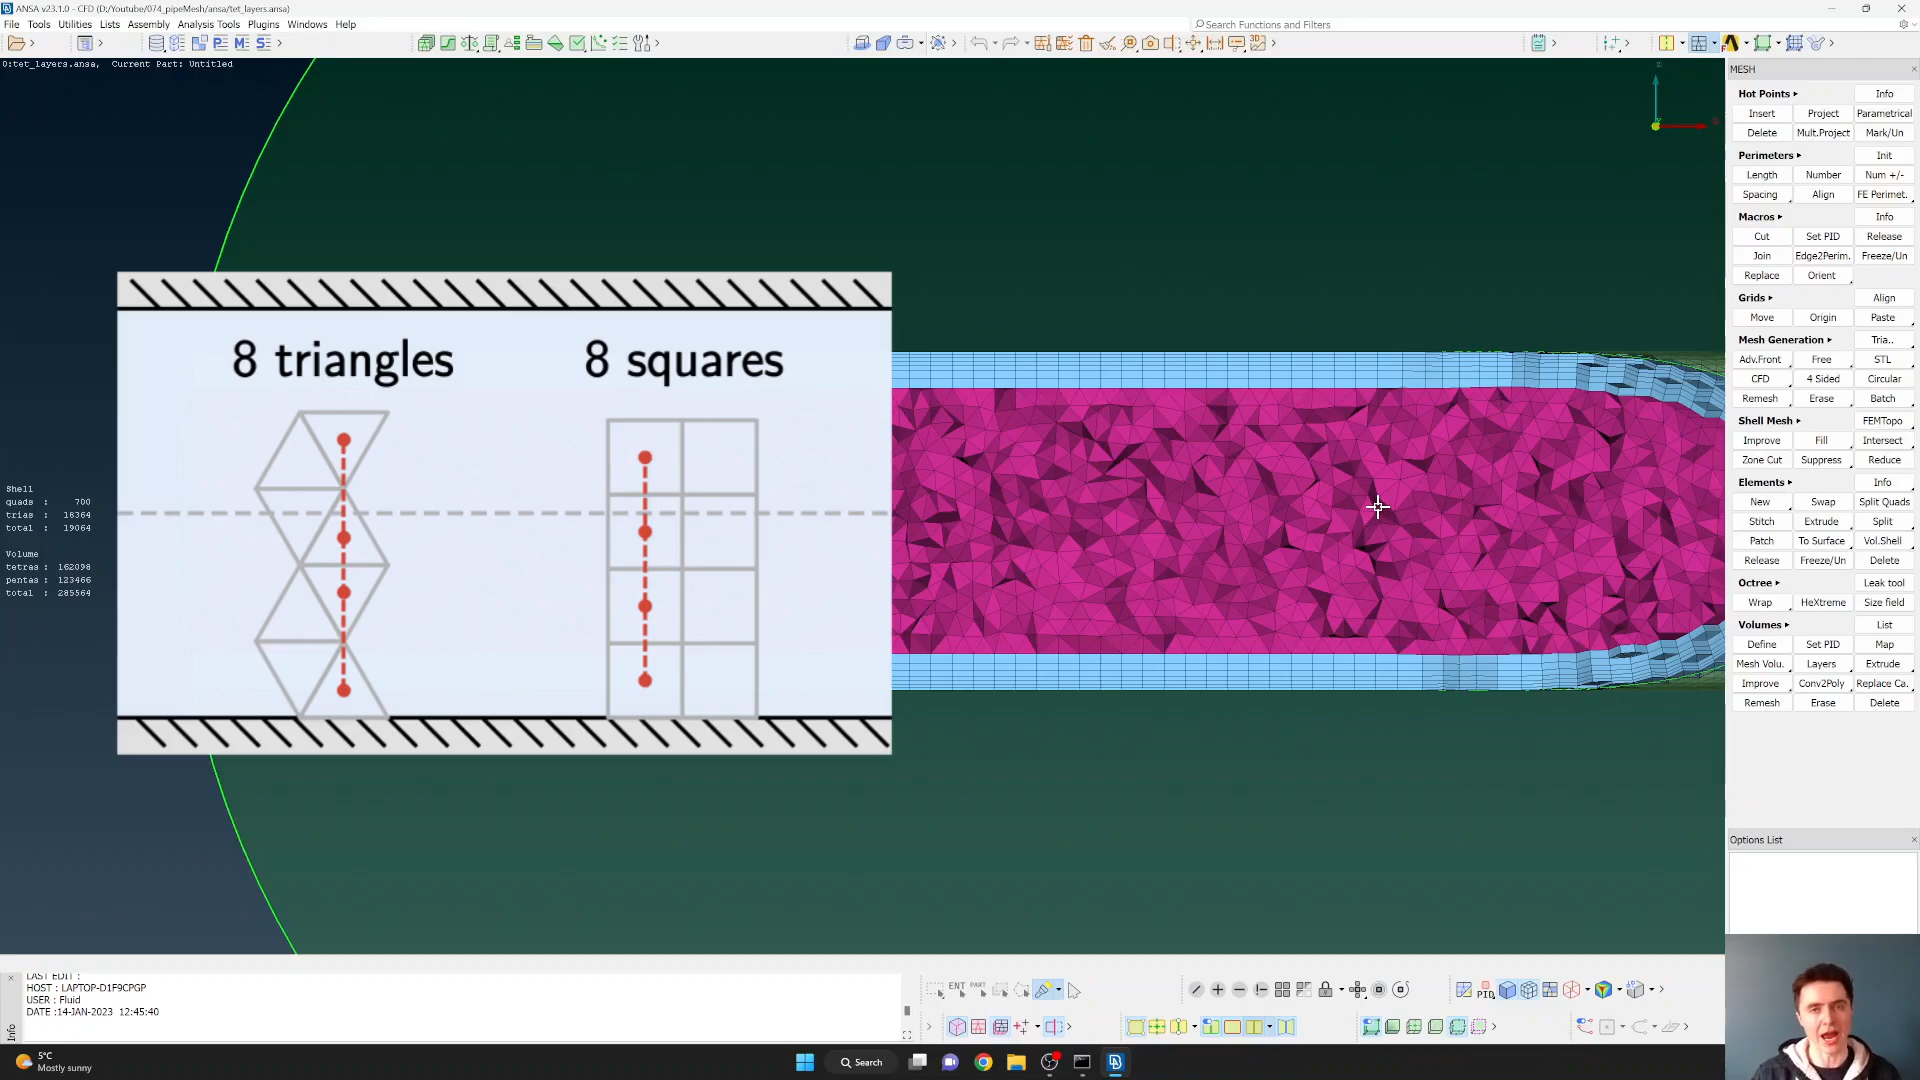 ANSA v23.1.0 - CFD (D:/Youtube/074_pipeMesh/ansa/tet_layers.ansa)
File Tools Utilities Lists Assembly Analysis Tools Plugins Windows Help
Search Functions and Filters
0:tet_layers.ansa, Current Part: Untitled
8 triangles 8 squares
Shell
quads : 700
trias : 18364
total : 19064
Volume
tetras : 162098
pentas : 123466
total : 285564
MESH
Hot Points Info
Insert Project Parametrical
Delete Mult.Project Mark/Un
Perimeters Init
Length Number Num +/-
Spacing Align FE Perimet.
Macros Info
Cut Set PID Release
Join Edge2Perim. Freeze/Un
Replace Orient
Grids Align
Move Origin Paste
Mesh Generation Tria..
Adv.Front Free STL
CFD 4 Sided Circular
Remesh Erase Batch
Shell Mesh FEMTopo
Improve Fill Intersect
Zone Cut Suppress Reduce
Elements Info
New Swap Split Quads
Stitch Extrude Split
Patch To Surface Vol.Shell
Release Freeze/Un Delete
Octree Leak tool
Wrap HeXtreme Size field
Volumes List
Define Set PID Map
Mesh Volu. Layers Extrude
Improve Conv2Poly Replace Ca.
Remesh Erase Delete
Options List
LAST EDIT :
HOST : LAPTOP-D1F9CPGP
USER : Fluid
DATE :14-JAN-2023 12:45:40
Info
ENT PART
PID
5°C
Mostly sunny
Search